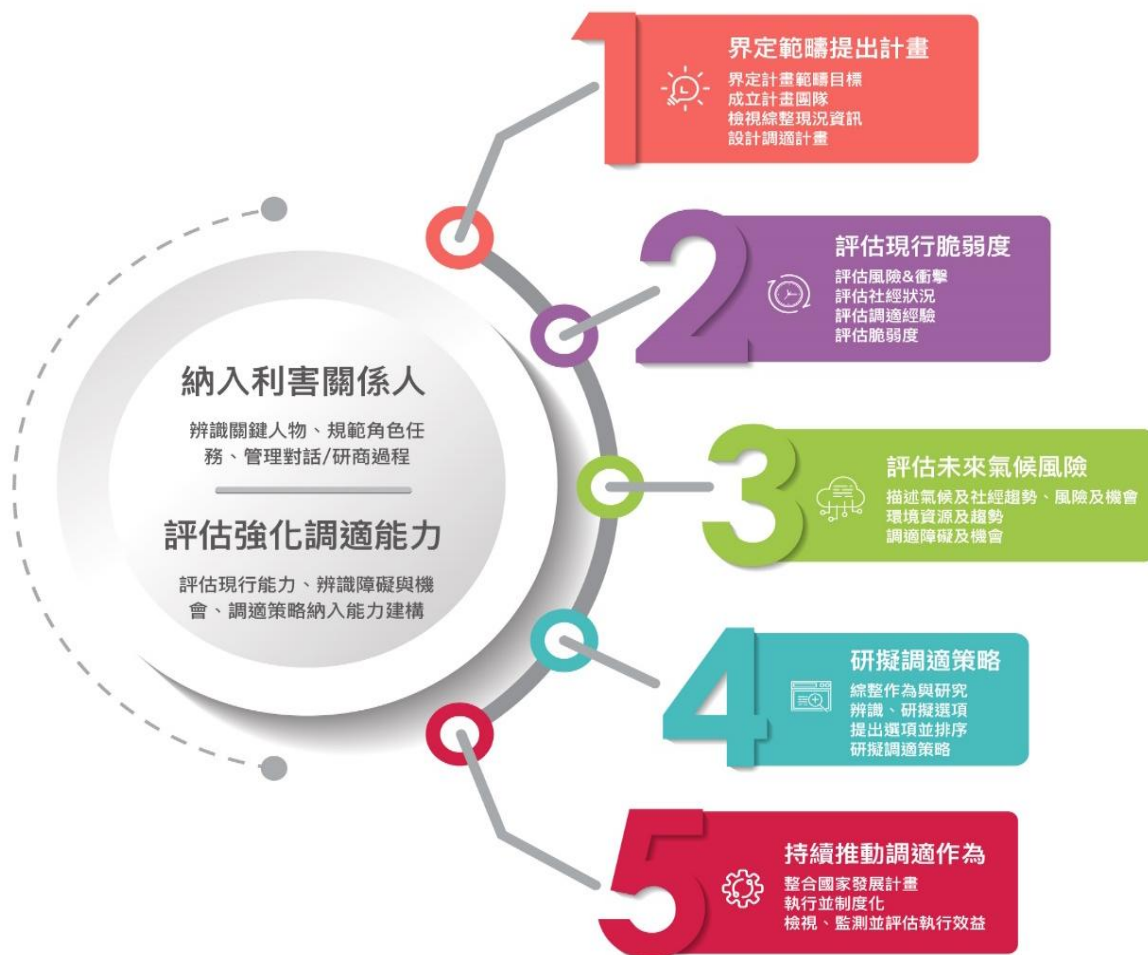 納入利害關係人
辨識關鍵人物、規範角色任
務、管理對話/研商過程
評估強化調適能力
評估現行能力、辨識障礙與機
會、調適策略納入能力建構
1
界定範疇提出計畫
界定計畫範疇目標
成立計畫團隊
檢視綜整現況資訊
設計調適計畫
2
評估現行脆弱度
評估風險&衝擊
評估社經狀況
評估調適經驗
評估脆弱度
3
評估未來氣候風險
描述氣候及社經趨勢、風險及機會
環境資源及趨勢
調適障礙及機會
4
研擬調適策略
綜整作為與研究
辨識、研擬選項
提出選項並排序
研擬調適策略
5
持續推動調適作為
整合國家發展計畫
執行並制度化
檢視、監測並評估執行效益